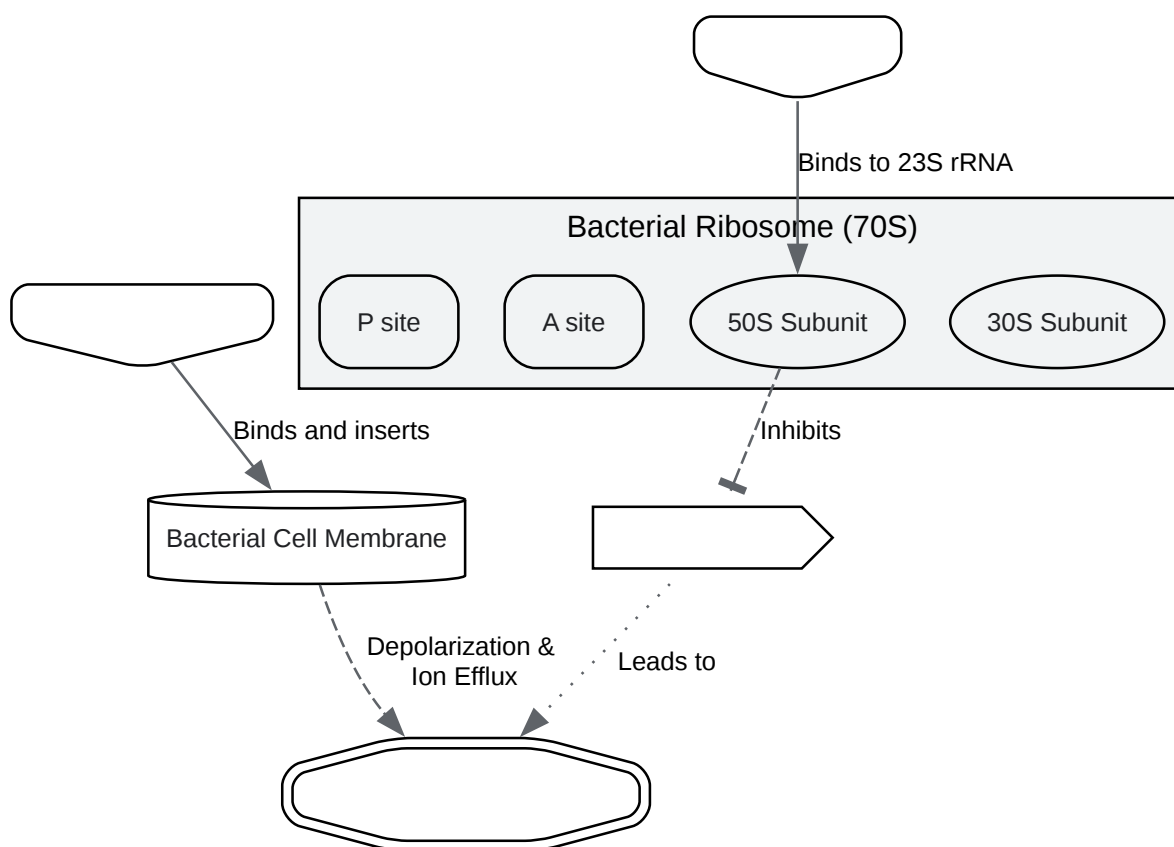 Binds to 23S rRNA
Bacterial Ribosome (70S)
P site
A site
50S Subunit
30S Subunit
Binds and inserts
Inhibits
Bacterial Cell Membrane
Depolarization &
Ion Efflux
Leads to